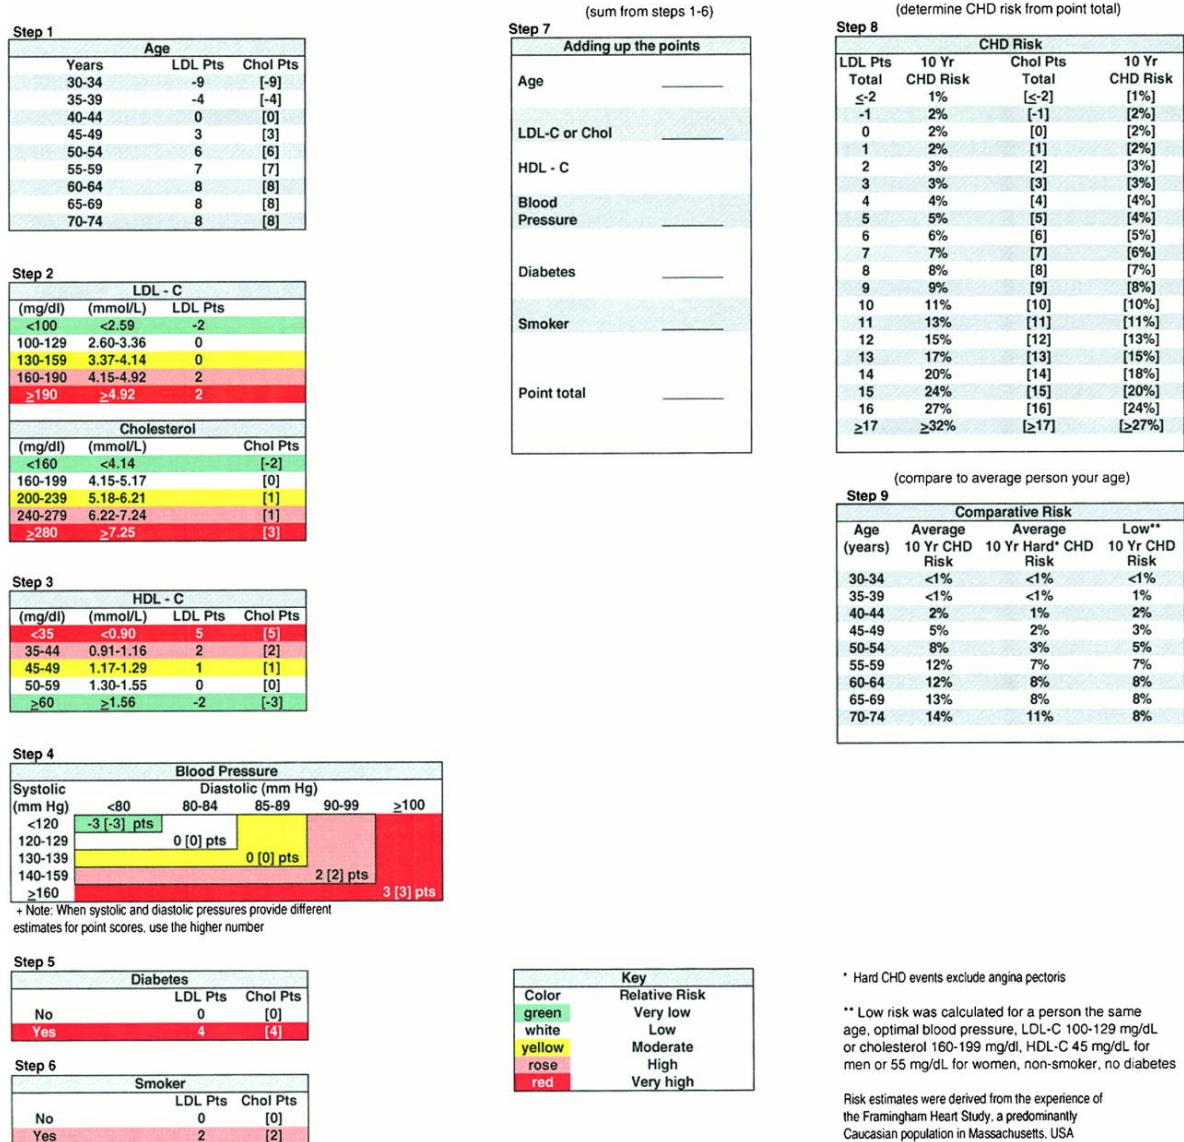 Step 1
Age
Years LDL Pts Chol Pts
30-34 -9 [-9]
35-39 -4 [-4]
40-44 0 [0]
45-49 3 [3]
50-54 6 [6]
55-59 7 [7]
60-64 8 [8]
65-69 8 [8]
70-74 8 [8]
Step 2
LDL - C
(mg/dl) (mmol/L) LDL Pts
<100 <2.59 -2
100-129 2.60-3.36 0
130-159 3.37-4.14 0
160-190 4.15-4.92 2
≥190 ≥4.92 2
Cholesterol
(mg/dl) (mmol/L) Chol Pts
<160 <4.14 [-2]
160-199 4.15-5.17 [0]
200-239 5.18-6.21 [1]
240-279 6.22-7.24 [1]
≥280 ≥7.25 [3]
Step 3
HDL - C
(mg/dl) (mmol/L) LDL Pts Chol Pts
<35 <0.90 5 [5]
35-44 0.91-1.16 2 [2]
45-49 1.17-1.29 1 [1]
50-59 1.30-1.55 0 [0]
≥60 ≥1.56 -2 [-3]
Step 4
Blood Pressure
Systolic Diastolic (mm Hg)
(mm Hg) <80 80-84 85-89 90-99 ≥100
<120 -3 [-3] pts
120-129 0 [0] pts
130-139 0 [0] pts
140-159 2 [2] pts
≥160 3 [3] pts
+ Note: When systolic and diastolic pressures provide different
estimates for point scores, use the higher number
Step 5
Diabetes
LDL Pts Chol Pts
No 0 [0]
Yes 4 [4]
Step 6
Smoker
LDL Pts Chol Pts
No 0 [0]
Yes 2 [2]
(sum from steps 1-6)
Step 7
Adding up the points
Age
LDL-C or Chol
HDL - C
Blood
Pressure
Diabetes
Smoker
Point total
Key
Color Relative Risk
green Very low
white Low
yellow Moderate
rose High
red Very high
(determine CHD risk from point total)
Step 8
CHD Risk
LDL Pts 10 Yr Chol Pts 10 Yr
Total CHD Risk Total CHD Risk
≤-2 1% [≤-2] [1%]
-1 2% [-1] [2%]
0 2% [0] [2%]
1 2% [1] [2%]
2 3% [2] [3%]
3 3% [3] [3%]
4 4% [4] [4%]
5 5% [5] [4%]
6 6% [6] [5%]
7 7% [7] [6%]
8 8% [8] [7%]
9 9% [9] [8%]
10 11% [10] [10%]
11 13% [11] [11%]
12 15% [12] [13%]
13 17% [13] [15%]
14 20% [14] [18%]
15 24% [15] [20%]
16 27% [16] [24%]
≥17 ≥32% [≥17] [≥27%]
(compare to average person your age)
Step 9
Comparative Risk
Age Average Average Low**
(years) 10 Yr CHD 10 Yr Hard* CHD 10 Yr CHD
Risk Risk Risk
30-34 <1% <1% <1%
35-39 <1% <1% 1%
40-44 2% 1% 2%
45-49 5% 2% 3%
50-54 8% 3% 5%
55-59 12% 7% 7%
60-64 12% 8% 8%
65-69 13% 8% 8%
70-74 14% 11% 8%
* Hard CHD events exclude angina pectoris
** Low risk was calculated for a person the same
age, optimal blood pressure, LDL-C 100-129 mg/dL
or cholesterol 160-199 mg/dl, HDL-C 45 mg/dL for
men or 55 mg/dL for women, non-smoker, no diabetes
Risk estimates were derived from the experience of
the Framingham Heart Study, a predominantly
Caucasian population in Massachusetts, USA